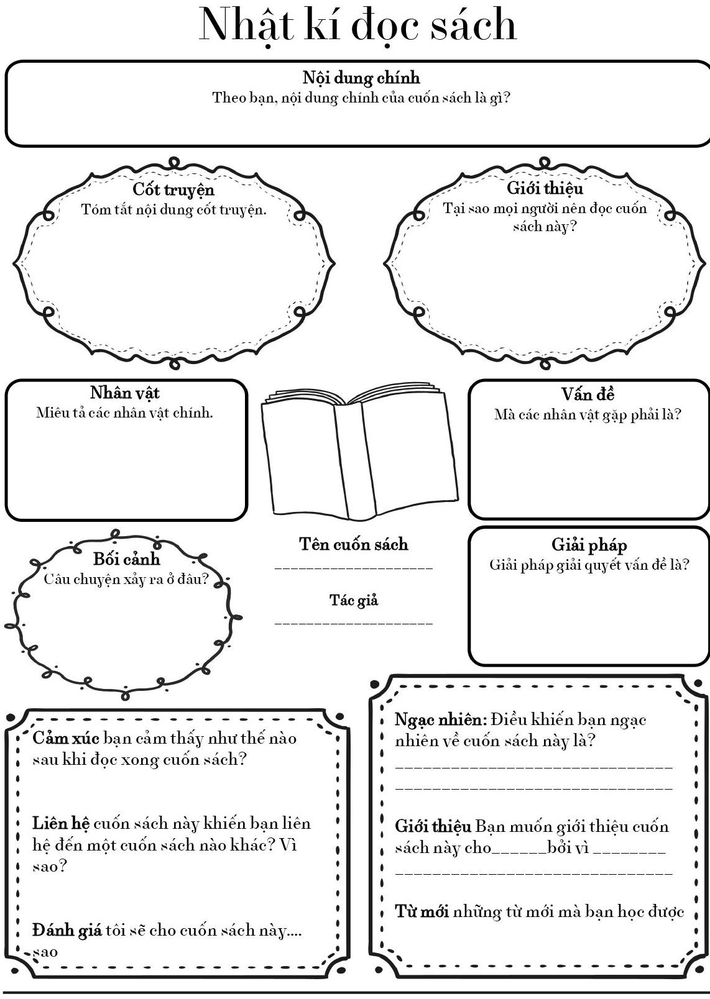 Nhật kí đọc sách
Nội dung chính
Theo bạn, nội dung chính của cuốn sách là gì?
Cốt truyện
Tóm tắt nội dung cốt truyện.
Giới thiệu
Tại sao mọi người nên đọc cuốn
sách này?
Nhân vật
Miêu tả các nhân vật chính.
Vấn đề
Mà các nhân vật gặp phải là?
Bối cảnh
Câu chuyện xảy ra ở đâu?
Tên cuốn sách
____________________
Tác giả
____________________
Giải pháp
Giải pháp giải quyết vấn đề là?
Cảm xúc bạn cảm thấy như thế nào
sau khi đọc xong cuốn sách?
Liên hệ cuốn sách này khiến bạn liên
hệ đến một cuốn sách nào khác? Vì
sao?
Đánh giá tôi sẽ cho cuốn sách này....
sao
Ngạc nhiên: Điều khiến bạn ngạc
nhiên về cuốn sách này là?
______________________________
______________________________
Giới thiệu Bạn muốn giới thiệu cuốn
sách này cho______bởi vì ________
______________________________
Từ mới những từ mới mà bạn học được